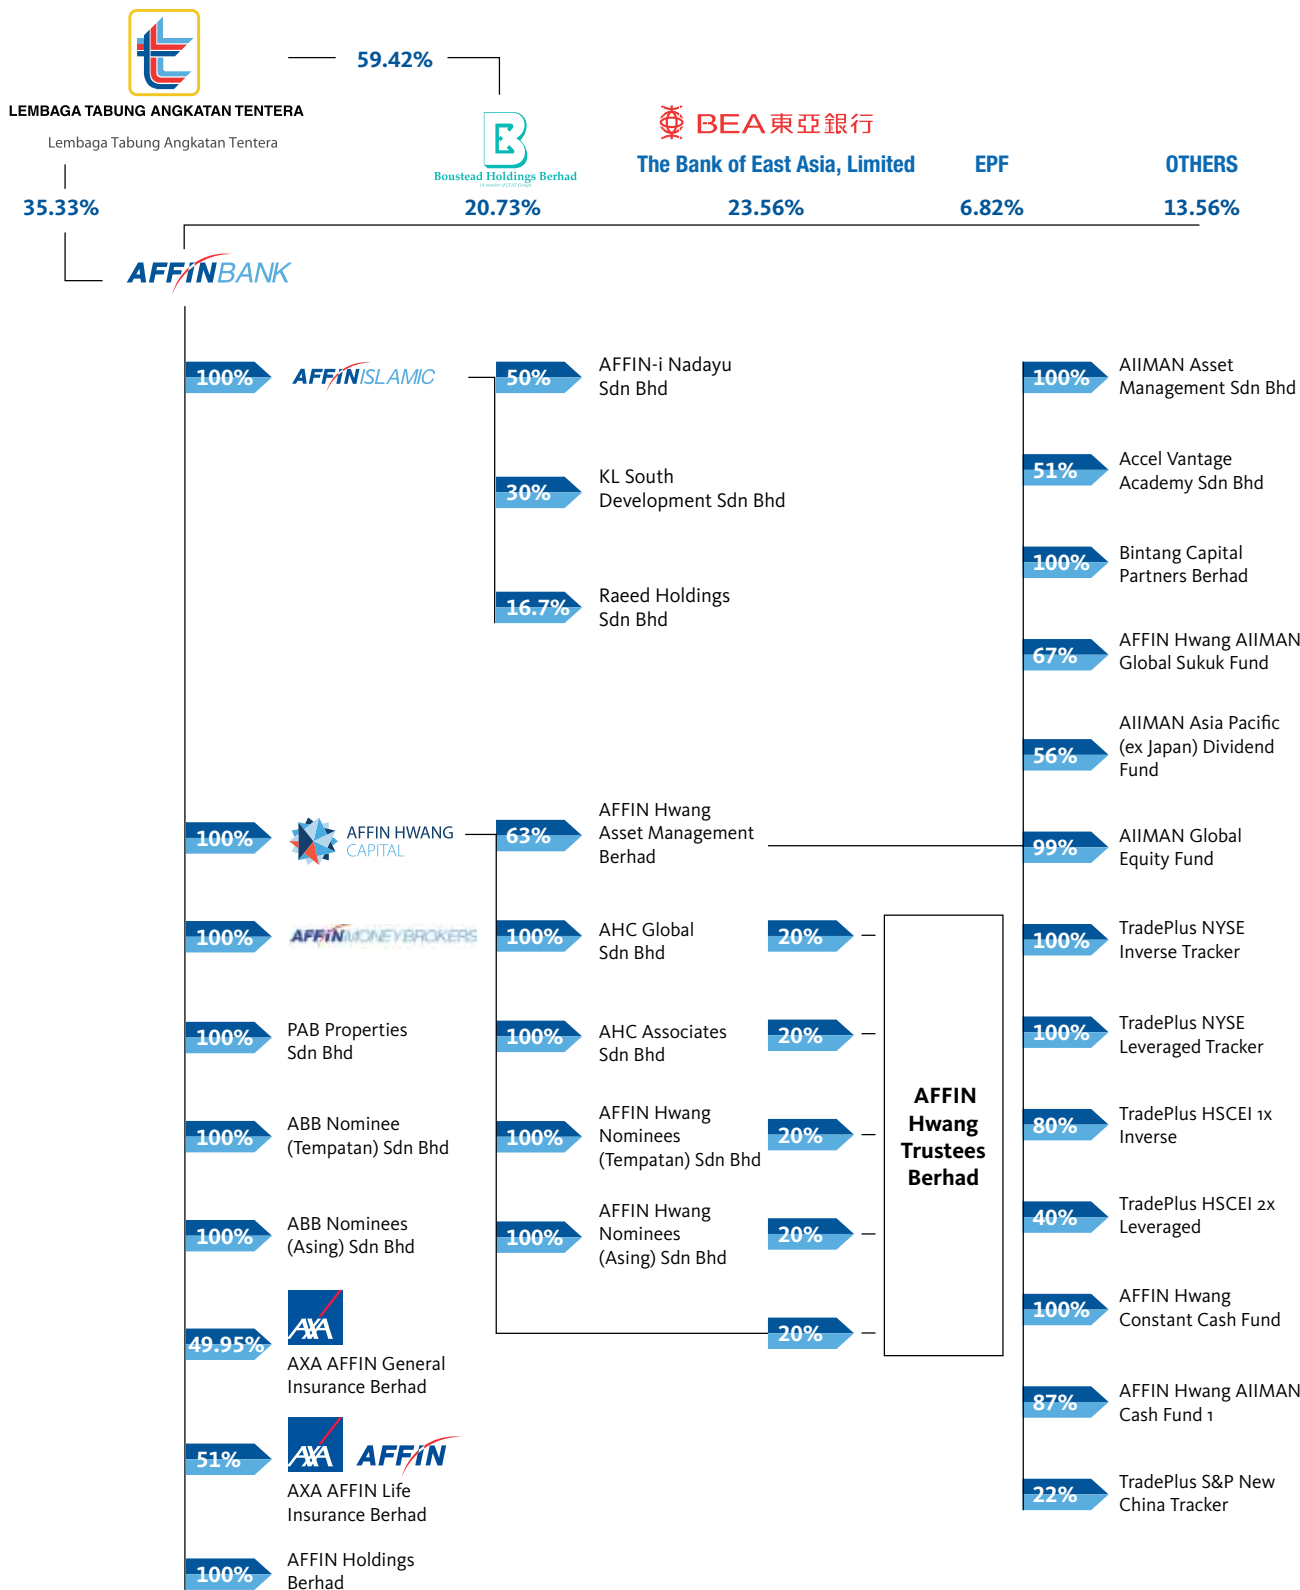 LEMBAGA TABUNG ANGKATAN TENTERA
Lembaga Tabung Angkatan Tentera
59.42%
Boustead Holdings Berhad
BEA東亞銀行
The Bank of East Asia, Limited
EPF
OTHERS
35.33%
20.73%
23.56%
6.82%
13.56%
AFFINBANK
100%
AFFINISLAMIC
50%
AFFIN-i Nadayu
Sdn Bhd
30%
KL South
Development Sdn Bhd
16.7%
Raeed Holdings
Sdn Bhd
100%
AFFIN HWANG
CAPITAL
63%
AFFIN Hwang
Asset Management
Berhad
100%
AFFINMONEYBROKERS
100%
AHC Global
Sdn Bhd
20%
100%
PAB Properties
Sdn Bhd
100%
AHC Associates
Sdn Bhd
20%
100%
ABB Nominee
(Tempatan) Sdn Bhd
100%
AFFIN Hwang
Nominees
(Tempatan) Sdn Bhd
20%
100%
ABB Nominees
(Asing) Sdn Bhd
100%
AFFIN Hwang
Nominees
(Asing) Sdn Bhd
20%
20%
AFFIN
Hwang
Trustees
Berhad
49.95%
AXA
AXA AFFIN General
Insurance Berhad
51%
AXA
AFFIN
AXA AFFIN Life
Insurance Berhad
100%
AFFIN Holdings
Berhad
100%
AIIMAN Asset
Management Sdn Bhd
51%
Accel Vantage
Academy Sdn Bhd
100%
Bintang Capital
Partners Berhad
67%
AFFIN Hwang AIIMAN
Global Sukuk Fund
56%
AIIMAN Asia Pacific
(ex Japan) Dividend
Fund
99%
AIIMAN Global
Equity Fund
100%
TradePlus NYSE
Inverse Tracker
100%
TradePlus NYSE
Leveraged Tracker
80%
TradePlus HSCEI 1x
Inverse
40%
TradePlus HSCEI 2x
Leveraged
100%
AFFIN Hwang
Constant Cash Fund
87%
AFFIN Hwang AIIMAN
Cash Fund 1
22%
TradePlus S&P New
China Tracker